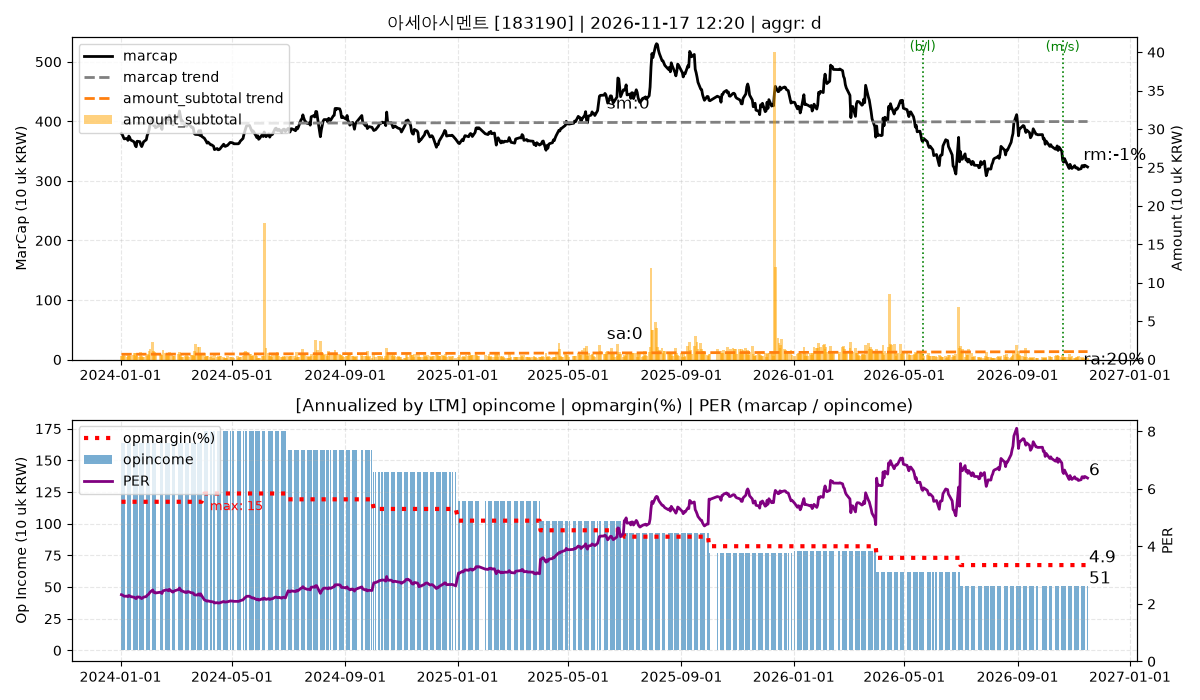 아세아시멘트 [183190] | 2026-11-17 12:20 | aggr: d
marcap
marcap trend
amount_subtotal trend
amount_subtotal
(b/l)
(m/s)
sm:0
rm:-1%
sa:0
ra:20%
MarCap (10 uk KRW)
500
400
300
200
100
0
Amount (10 uk KRW)
40
35
30
25
20
15
10
5
0
2024-01-01 2024-05-01 2024-09-01 2025-01-01 2025-05-01 2025-09-01 2026-01-01 2026-05-01 2026-09-01 2027-01-01
[Annualized by LTM] opincome | opmargin(%) | PER (marcap / opincome)
opmargin(%)
opincome
PER
max: 15
6
4.9
51
Op Income (10 uk KRW)
175
150
125
100
75
50
25
0
PER
8
6
4
2
0
2024-01-01 2024-05-01 2024-09-01 2025-01-01 2025-05-01 2025-09-01 2026-01-01 2026-05-01 2026-09-01 2027-01-01